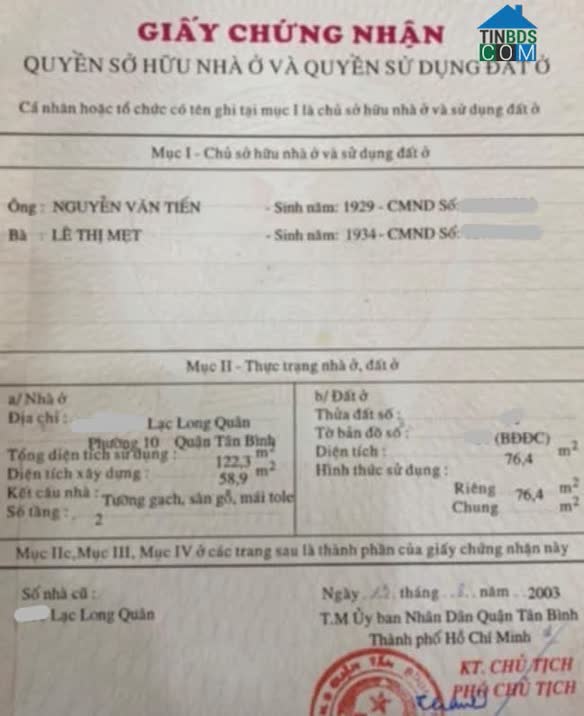 TINBDS
COM
GIẤY CHỨNG NHẬN
QUYỀN SỞ HỮU NHÀ Ở VÀ QUYỀN SỬ DỤNG ĐẤT Ở
Cá nhân hoặc tổ chức có tên ghi tại mục I là chủ sở hữu nhà ở và sử dụng đất ở
Mục I - Chủ sở hữu nhà ở và sử dụng đất ở
Ông : NGUYỄN VĂN TIẾN - Sinh năm: 1929 - CMND Số:
Bà : LÊ THỊ MẸT - Sinh năm: 1934 - CMND Số:
Mục II - Thực trạng nhà ở, đất ở
a/ Nhà ở
Địa chỉ : Lạc Long Quân
Phường 10 Quận Tân Bình
Tổng diện tích sử dụng : 122,3 m²
Diện tích xây dựng : 58,9 m²
Kết cấu nhà : Tường gạch, sàn gỗ, mái tole
Số tầng : 2
b/ Đất ở
Thửa đất số :
Tờ bản đồ số : (BĐĐC)
Diện tích : 76,4 m²
Hình thức sử dụng :
Riêng 76,4 m²
Chung m²
Mục IIc, Mục III, Mục IV ở các trang sau là thành phần của giấy chứng nhận này
Số nhà cũ :
Lạc Long Quân
Ngày tháng năm 2003
T.M Ủy ban Nhân Dân Quận Tân Bình
Thành phố Hồ Chí Minh
KT. CHỦ TỊCH
PHÓ CHỦ TỊCH
QUẬN TÂN